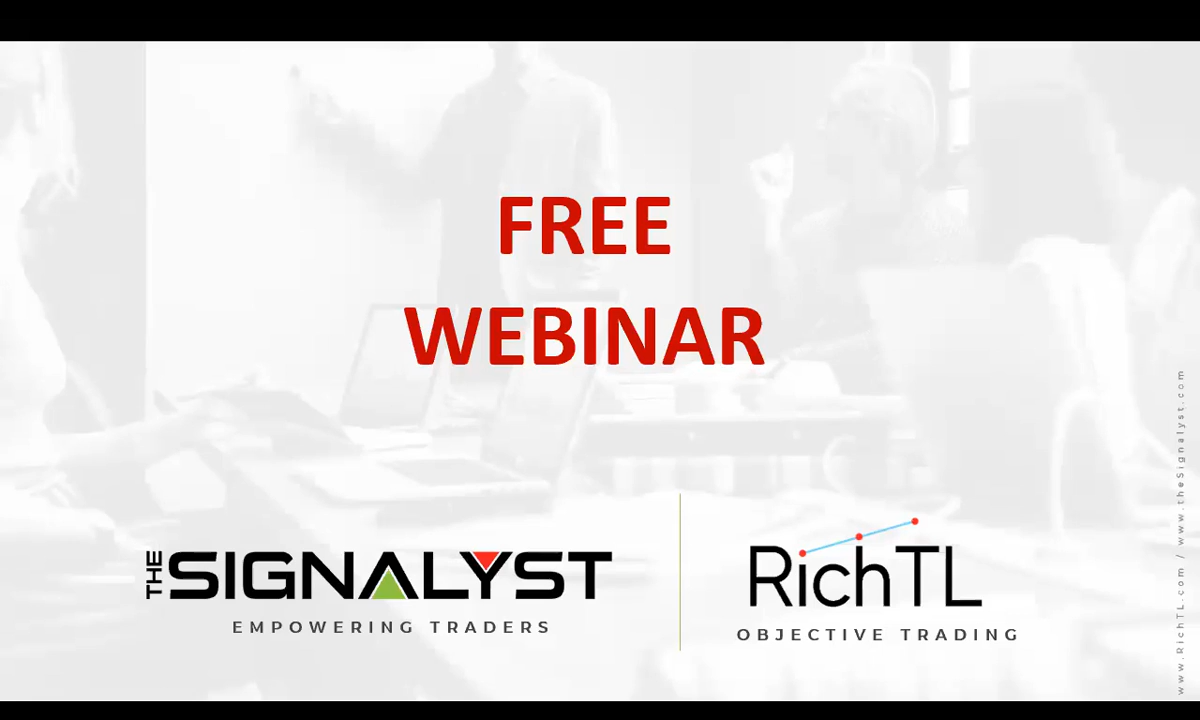 FREE
WEBINAR
THE SIGNALYST
EMPOWERING TRADERS
RichTL
OBJECTIVE TRADING
www.RichTL.com / www.theSignalyst.com